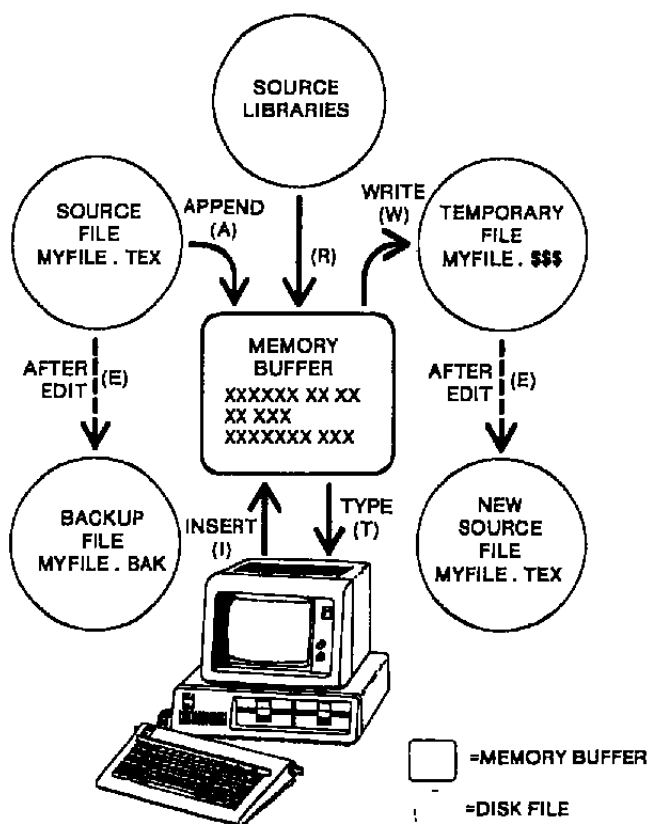 SOURCE
LIBRARIES
SOURCE
FILE
MYFILE . TEX
APPEND
(A)
(R)
WRITE
(W)
TEMPORARY
FILE
MYFILE . $$$
MEMORY
BUFFER
XXXXXX XX XX
XX XXX
XXXXXXX XXX
AFTER
EDIT
(E)
AFTER
EDIT
(E)
BACKUP
FILE
MYFILE . BAK
INSERT
(I)
TYPE
(T)
NEW
SOURCE
FILE
MYFILE . TEX
=MEMORY BUFFER
=DISK FILE